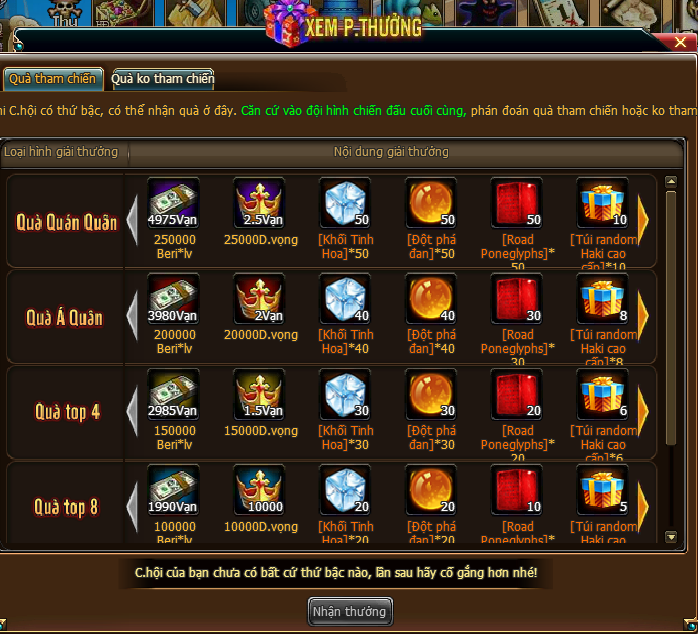 Thu
XEM P.THƯỞNG
Quà tham chiến
Quà ko tham chiến
hi C.hội có thứ bậc, có thể nhận quà ở đây. Căn cứ vào đội hình chiến đấu cuối cùng, phán đoán quà tham chiến hoặc ko tham
Loại hình giải thưởng
Nội dung giải thưởng
Quà Quán Quân
4975Vạn
2.5Vạn
50
50
50
10
250000
Beri*lv
25000D.vọng
[Khối Tinh
Hoa]*50
[Đột phá
đan]*50
[Road
Poneglyphs]*
50
[Túi random
Haki cao
cấp]*10
Quà Á Quân
3980Vạn
2Vạn
40
40
30
8
200000
Beri*lv
20000D.vọng
[Khối Tinh
Hoa]*40
[Đột phá
đan]*40
[Road
Poneglyphs]*
30
[Túi random
Haki cao
cấp]*8
Quà top 4
2985Vạn
1.5Vạn
30
30
20
6
150000
Beri*lv
15000D.vọng
[Khối Tinh
Hoa]*30
[Đột phá
đan]*30
[Road
Poneglyphs]*
20
[Túi random
Haki cao
cấp]*6
Quà top 8
1990Vạn
10000
20
20
10
5
100000
Beri*lv
10000D.vọng
[Khối Tinh
Hoa]*20
[Đột phá
đan]*20
[Road
Poneglyphs]*
[Túi random
Haki cao
C.hội của bạn chưa có bất cứ thứ bậc nào, lần sau hãy cố gắng hơn nhé!
Nhận thưởng